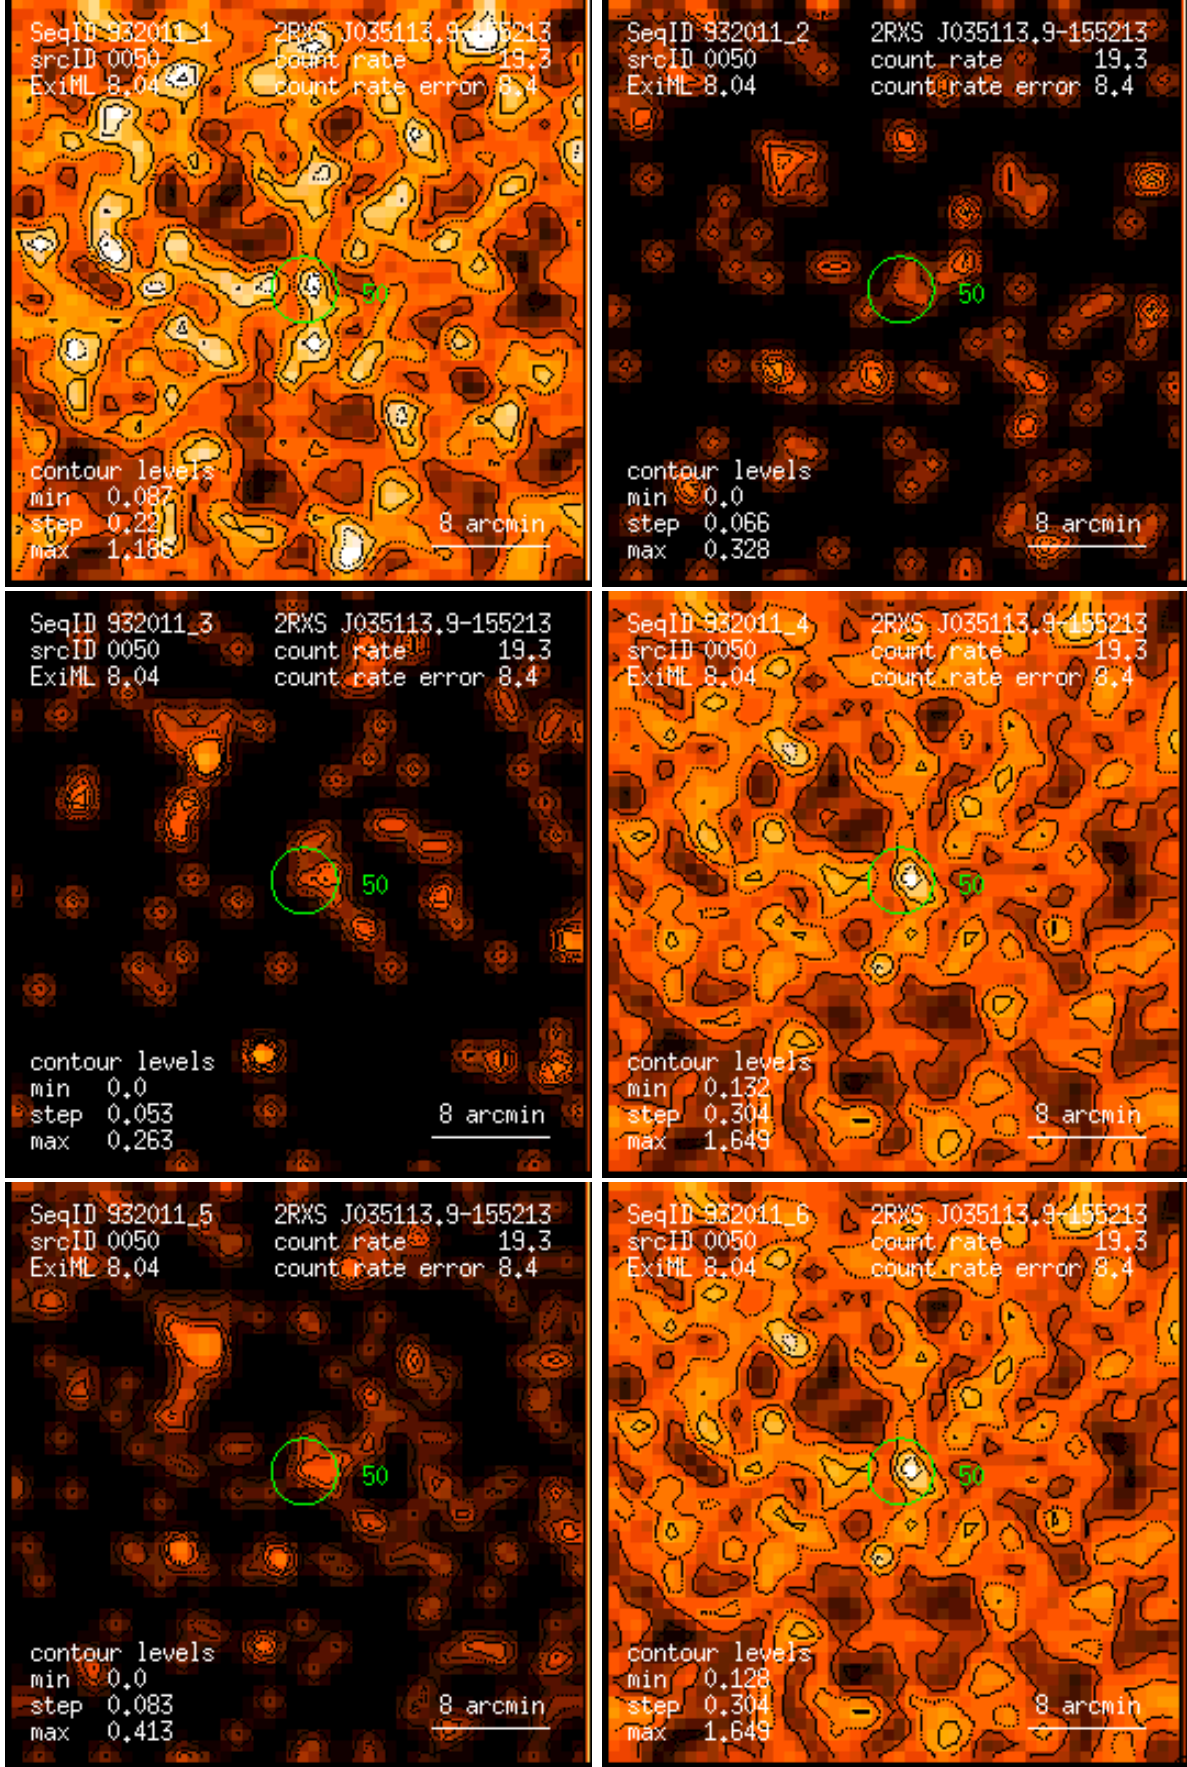 SeqID 932011_1 2RXS J035113.9-155213
srcID 0050 count rate 19.3
ExiML 8.04 count rate error 8.4
50
contour levels
min 0.087
step 0.22
max 1.186
8 arcmin
SeqID 932011_2 2RXS J035113.9-155213
srcID 0050 count rate 19.3
ExiML 8.04 count rate error 8.4
50
contour levels
min 0.0
step 0.066
max 0.328
8 arcmin
SeqID 932011_3 2RXS J035113.9-155213
srcID 0050 count rate 19.3
ExiML 8.04 count rate error 8.4
50
contour levels
min 0.0
step 0.053
max 0.263
8 arcmin
SeqID 932011_4 2RXS J035113.9-155213
srcID 0050 count rate 19.3
ExiML 8.04 count rate error 8.4
50
contour levels
min 0.132
step 0.304
max 1.649
8 arcmin
SeqID 932011_5 2RXS J035113.9-155213
srcID 0050 count rate 19.3
ExiML 8.04 count rate error 8.4
50
contour levels
min 0.0
step 0.083
max 0.413
8 arcmin
SeqID 932011_6 2RXS J035113.9-155213
srcID 0050 count rate 19.3
ExiML 8.04 count rate error 8.4
50
contour levels
min 0.128
step 0.304
max 1.649
8 arcmin